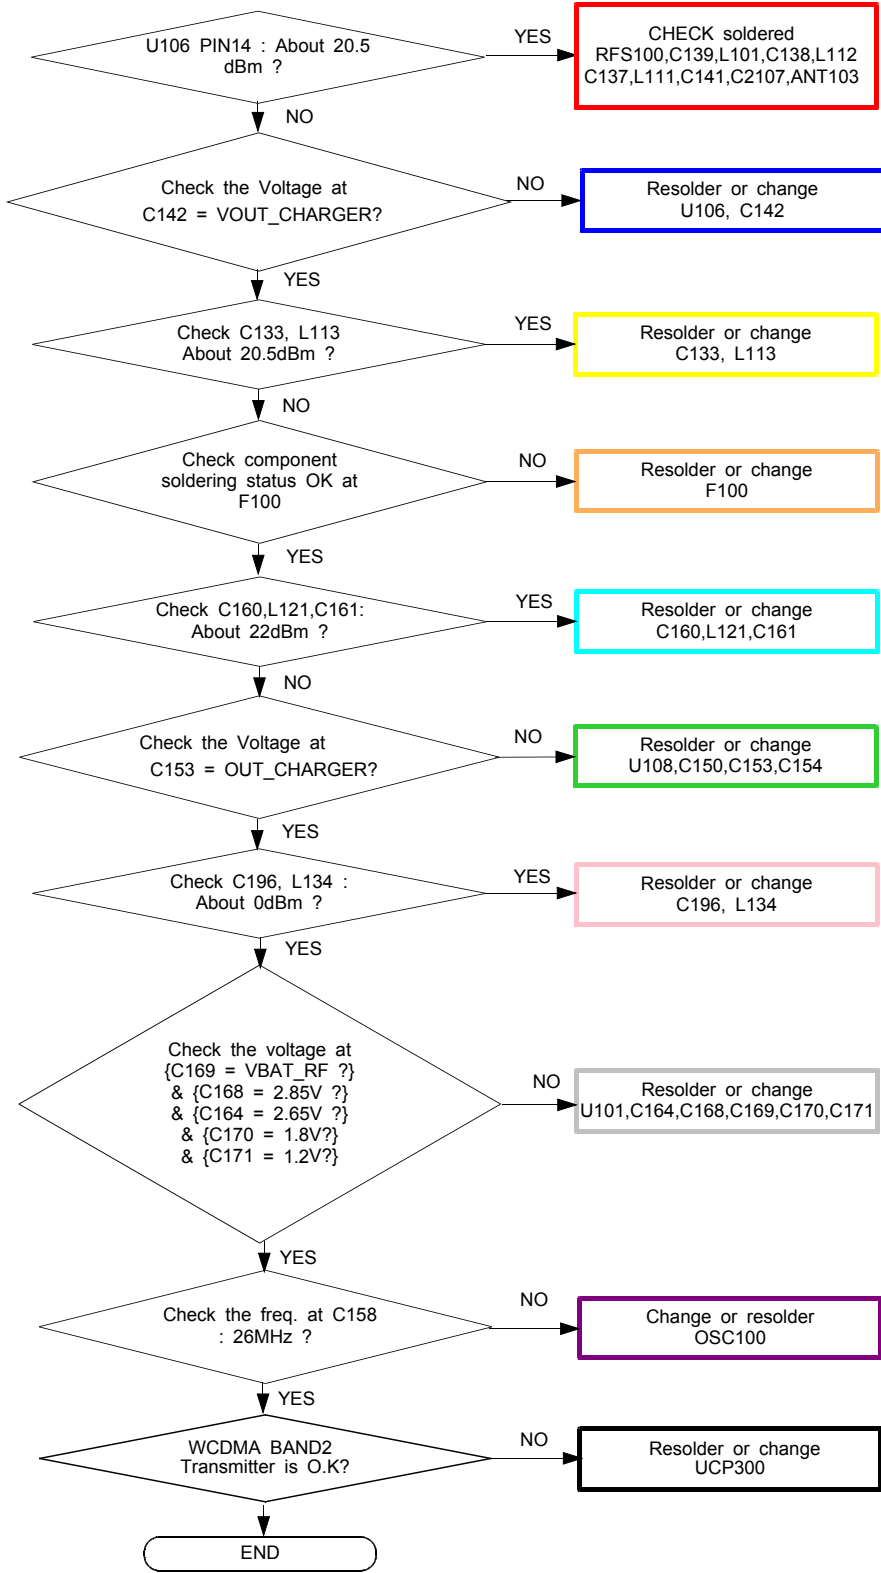 U106 PIN14 : About 20.5
dBm ?
YES
CHECK soldered
RFS100,C139,L101,C138,L112
C137,L111,C141,C2107,ANT103
NO
Check the Voltage at
C142 = VOUT_CHARGER?
NO
Resolder or change
U106, C142
YES
Check C133, L113
About 20.5dBm ?
YES
Resolder or change
C133, L113
NO
Check component
soldering status OK at
F100
NO
Resolder or change
F100
YES
Check C160,L121,C161:
About 22dBm ?
YES
Resolder or change
C160,L121,C161
NO
Check the Voltage at
C153 = OUT_CHARGER?
NO
Resolder or change
U108,C150,C153,C154
YES
Check C196, L134 :
About 0dBm ?
YES
Resolder or change
C196, L134
YES
Check the voltage at
{C169 = VBAT_RF ?}
& {C168 = 2.85V ?}
& {C164 = 2.65V ?}
& {C170 = 1.8V?}
& {C171 = 1.2V?}
NO
Resolder or change
U101,C164,C168,C169,C170,C171
YES
Check the freq. at C158
: 26MHz ?
NO
Change or resolder
OSC100
YES
WCDMA BAND2
Transmitter is O.K?
NO
Resolder or change
UCP300
END